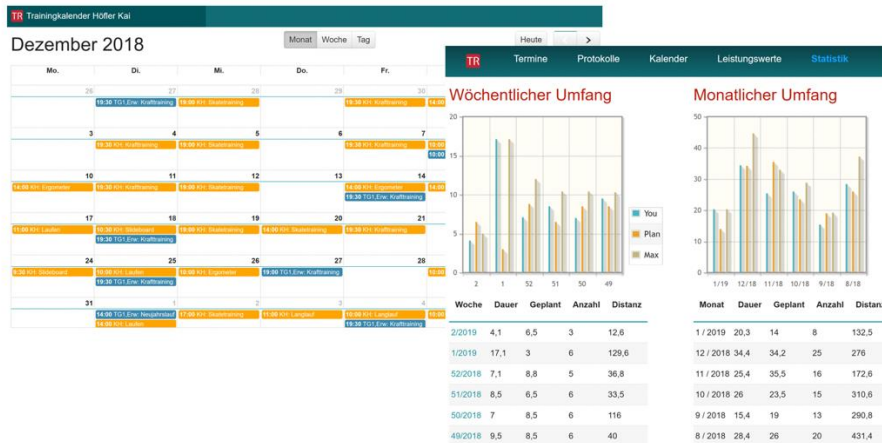 TR Trainingkalender Höfler Kai
Dezember 2018
Monat Woche Tag
Heute >
Mo. Di. Mi. Do. Fr.
26 27 28 29 30
19:30 TG1,Erw: Krafttraining 19:00 KH: Skatetraining 19:30 KH: Krafttraining 14:00
3 4 5 6 7
19:30 KH: Krafttraining 19:00 KH: Skatetraining 19:30 KH: Krafttraining 10:00
10:00
10 11 12 13 14
14:00 KH: Ergometer 19:30 KH: Krafttraining 19:00 KH: Skatetraining 14:00 KH: Ergometer 14:00
19:30 TG1,Erw: Krafttraining
17 18 19 20 21
11:00 KH: Laufen 10:30 KH: Slideboard 19:00 KH: Skatetraining 14:00 KH: Skatetraining 19:30 KH: Krafttraining
19:30 TG1,Erw: Krafttraining
24 25 26 27 28
9:30 KH: Slideboard 10:00 KH: Laufen 10:00 KH: Ergometer 19:00 TG1,Erw: Krafttraining 10:00
19:30 TG1,Erw: Krafttraining
31 1 2 3 4
14:00 TG1,Erw: Neujahrslauf 17:00 KH: Skatetraining 11:00 KH: Langlauf 10:00 KH: Langlauf 10:00
14:00 KH: Laufen 19:30 TG1,Erw: Krafttraining
TR Termine Protokolle Kalender Leistungswerte Statistik
Wöchentlicher Umfang
20
15
10
5
0
2 1 52 51 50 49
You
Plan
Max
Woche Dauer Geplant Anzahl Distanz
2/2019 4,1 6,5 3 12,6
1/2019 17,1 3 6 129,6
52/2018 7,1 8,8 5 36,8
51/2018 8,5 6,5 6 33,5
50/2018 7 8,5 6 116
49/2018 9,5 8,5 6 40
Monatlicher Umfang
50
40
30
20
10
0
1/19 12/18 11/18 10/18 9/18 8/18
Monat Dauer Geplant Anzahl Distanz
1 / 2019 20,3 14 8 132,5
12 / 2018 34,4 34,2 25 276
11 / 2018 25,4 35,5 16 172,6
10 / 2018 26 23,5 15 310,6
9 / 2018 15,4 19 13 290,8
8 / 2018 28,4 26 20 431,4